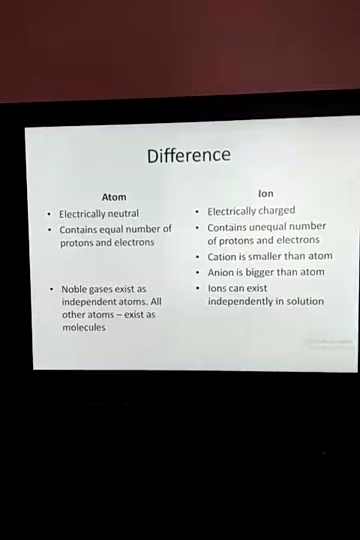 Difference
Atom
• Electrically neutral
• Contains equal number of
protons and electrons
• Noble gases exist as
independent atoms. All
other atoms – exist as
molecules
Ion
• Electrically charged
• Contains unequal number
of protons and electrons
• Cation is smaller than atom
• Anion is bigger than atom
• Ions can exist
independently in solution